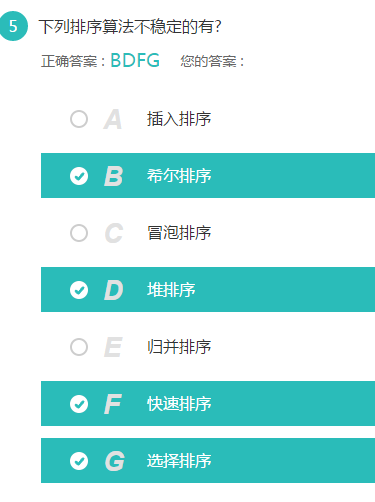 5 下列排序算法不稳定的有?
正确答案 : BDFG 您的答案 :
A 插入排序
B 希尔排序
C 冒泡排序
D 堆排序
E 归并排序
F 快速排序
G 选择排序